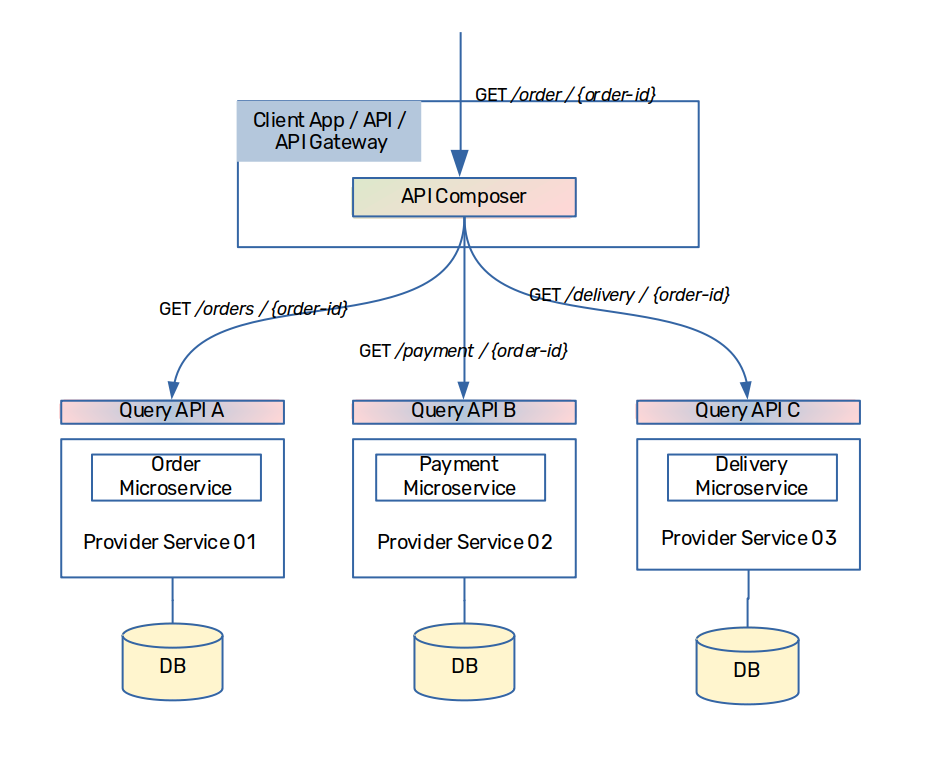 GET /order / {order-id}
Client App / API /
API Gateway
API Composer
GET /orders / {order-id}
GET /delivery / {order-id}
GET /payment / {order-id}
Query API A
Query API B
Query API C
Order
Microservice
Payment
Microservice
Delivery
Microservice
Provider Service 01
Provider Service 02
Provider Service 03
DB
DB
DB